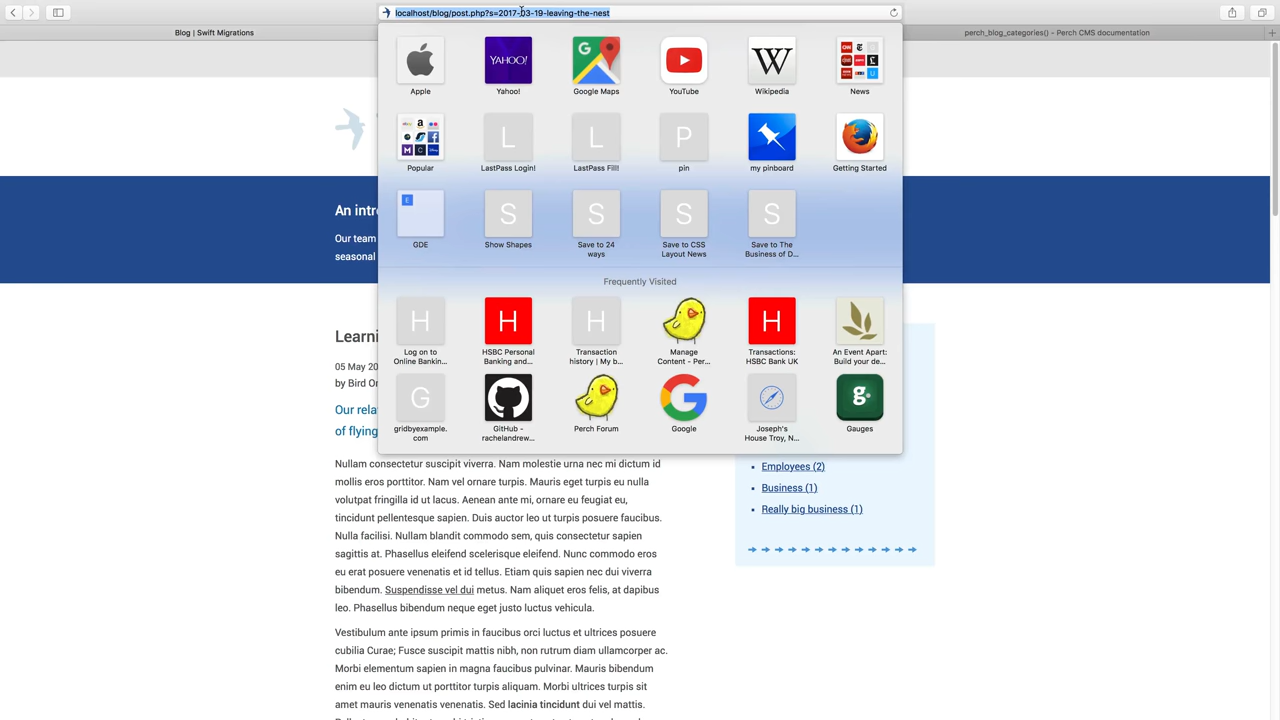 localhost/blog/post.php?s=2017-03-19-leaving-the-nest
Blog | Swift Migrations
perch_blog_categories() - Perch CMS documentation
Apple
YAHOO!
Yahoo!
G
Google Maps
YouTube
W
Wikipedia
CNN
News
ebay
a
Popular
L
LastPass Login!
L
LastPass Fill!
P
pin
my pinboard
Getting Started
E
GDE
S
Show Shapes
S
Save to 24
ways
S
Save to CSS
Layout News
S
Save to The
Business of D...
Frequently Visited
H
Log on to
Online Bankin...
H
HSBC Personal
Banking and...
H
Transaction
history | My b...
Manage
Content - Per...
H
Transactions:
HSBC Bank UK
An Event Apart:
Build your de...
G
gridbyexample.
com
GitHub -
rachelandrew...
Perch Forum
G
Google
Joseph's
House Troy, N...
g.
Gauges
An intr
Our team
seasonal
Learni
05 May 20
by Bird On
Our rela
of flying
Nullam consectetur suscipit viverra. Nam molestie urna nec mi dictum id
mollis eros porttitor. Nam vel ornare turpis. Mauris eget turpis eu nulla
volutpat fringilla id ut lacus. Aenean ante mi, ornare eu feugiat eu,
tincidunt pellentesque sapien. Duis auctor leo ut turpis posuere faucibus.
Nulla facilisi. Nullam blandit commodo sem, quis consectetur sapien
sagittis at. Phasellus eleifend scelerisque eleifend. Nunc commodo eros
eu erat posuere venenatis et id tellus. Etiam quis sapien nec dui viverra
bibendum. Suspendisse vel dui metus. Nam aliquet eros felis, at dapibus
leo. Phasellus bibendum neque eget justo luctus vehicula.
Vestibulum ante ipsum primis in faucibus orci luctus et ultrices posuere
cubilia Curae; Fusce suscipit mattis nibh, non rutrum diam ullamcorper ac.
Morbi elementum sapien in magna faucibus pulvinar. Mauris bibendum
enim eu leo dictum ut porttitor turpis aliquam. Morbi ultrices turpis sit
amet mauris venenatis venenatis. Sed lacinia tincidunt dui vel mattis.
Employees (2)
Business (1)
Really big business (1)